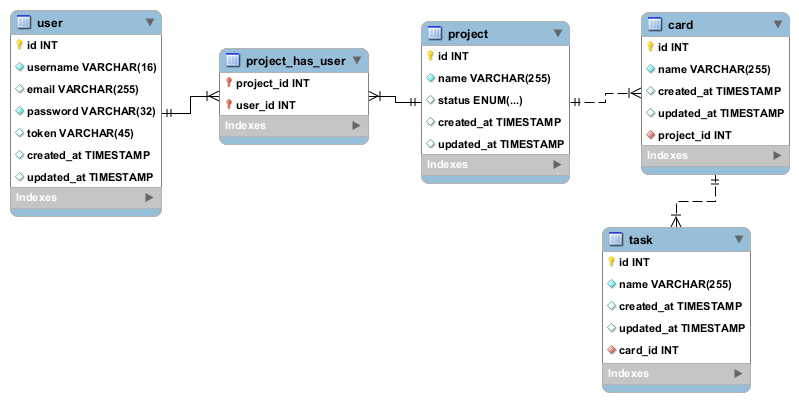 user
id INT
username VARCHAR(16)
email VARCHAR(255)
password VARCHAR(32)
token VARCHAR(45)
created_at TIMESTAMP
updated_at TIMESTAMP
Indexes
project_has_user
project_id INT
user_id INT
Indexes
project
id INT
name VARCHAR(255)
status ENUM(...)
created_at TIMESTAMP
updated_at TIMESTAMP
Indexes
card
id INT
name VARCHAR(255)
created_at TIMESTAMP
updated_at TIMESTAMP
project_id INT
Indexes
task
id INT
name VARCHAR(255)
created_at TIMESTAMP
updated_at TIMESTAMP
card_id INT
Indexes